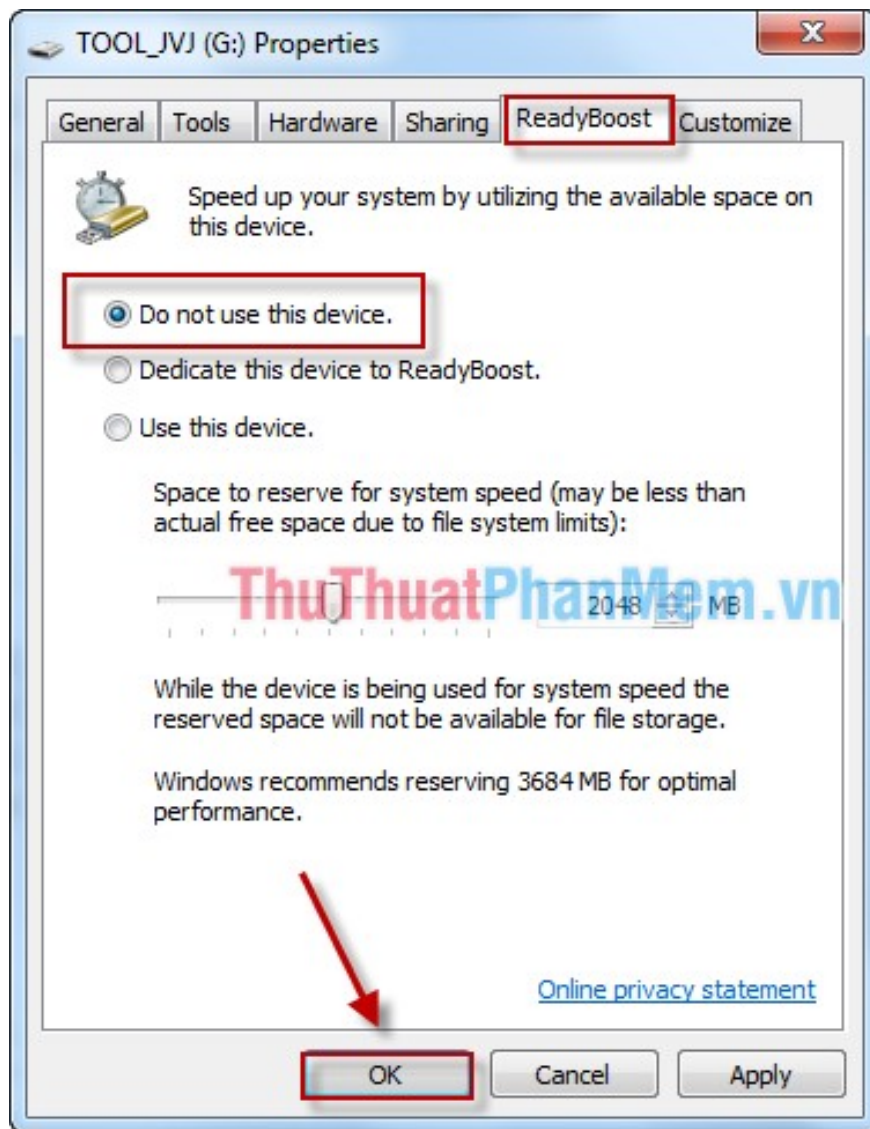 TOOL_JVJ (G:) Properties
General Tools Hardware Sharing ReadyBoost Customize
Speed up your system by utilizing the available space on
this device.
Do not use this device.
Dedicate this device to ReadyBoost.
Use this device.
Space to reserve for system speed (may be less than
actual free space due to file system limits):
ThuThuatPhanMem.vn
2048 MB
While the device is being used for system speed the
reserved space will not be available for file storage.
Windows recommends reserving 3684 MB for optimal
performance.
Online privacy statement
OK Cancel Apply